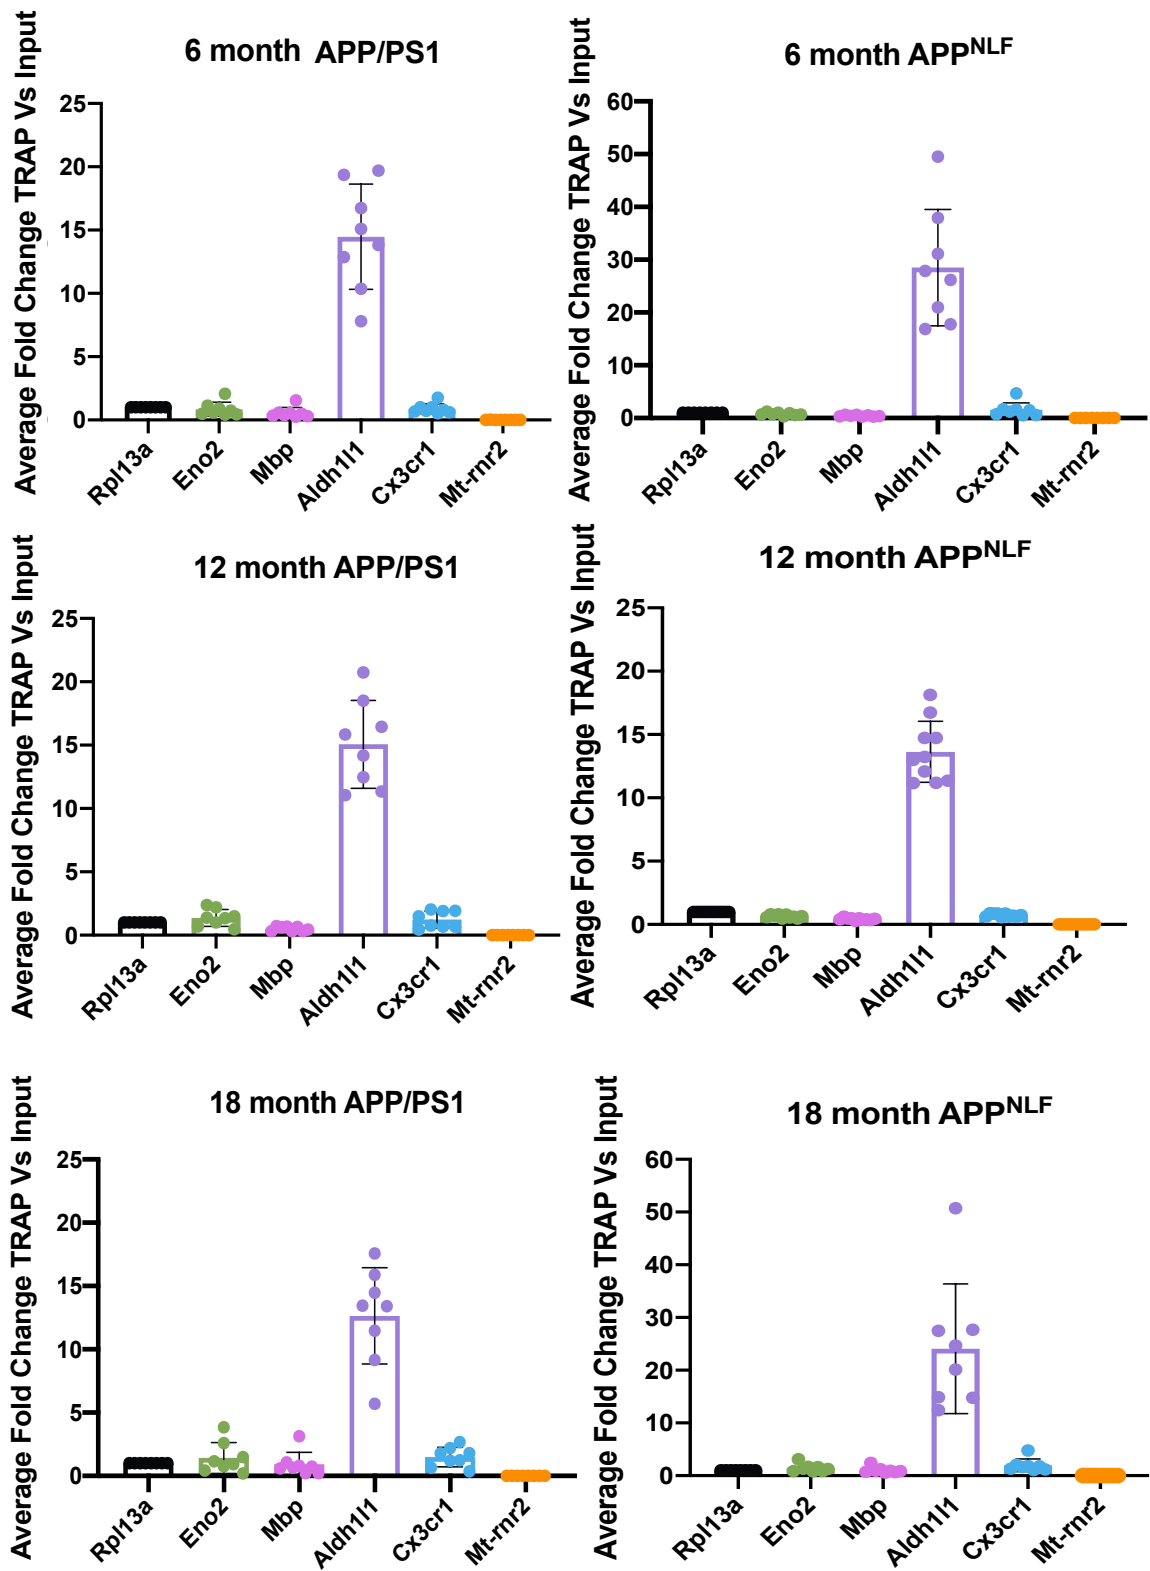 6 month APP/PS1
Average Fold Change TRAP Vs Input
25
20
15
10
5
0
Rpl13a
Eno2
Mbp
Aldh1l1
Cx3cr1
Mt-rnr2
6 month APPNLF
Average Fold Change TRAP Vs Input
60
50
40
30
20
10
0
Rpl13a
Eno2
Mbp
Aldh1l1
Cx3cr1
Mt-rnr2
12 month APP/PS1
Average Fold Change TRAP Vs Input
25
20
15
10
5
0
Rpl13a
Eno2
Mbp
Aldh1l1
Cx3cr1
Mt-rnr2
12 month APPNLF
Average Fold Change TRAP Vs Input
25
20
15
10
5
0
Rpl13a
Eno2
Mbp
Aldh1l1
Cx3cr1
Mt-rnr2
18 month APP/PS1
Average Fold Change TRAP Vs Input
25
20
15
10
5
0
Rpl13a
Eno2
Mbp
Aldh1l1
Cx3cr1
Mt-rnr2
18 month APPNLF
Average Fold Change TRAP Vs Input
60
50
40
30
20
10
0
Rpl13a
Eno2
Mbp
Aldh1l1
Cx3cr1
Mt-rnr2